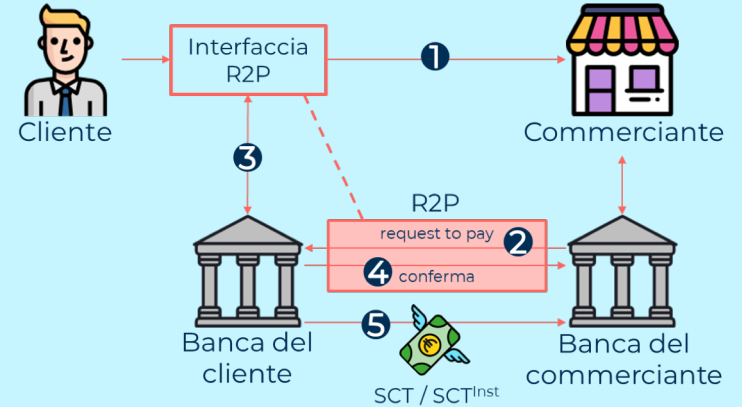 Interfaccia
R2P
1
Cliente
Commerciante
3
R2P
request to pay
2
4
conferma
5
Banca del
cliente
Banca del
commerciante
SCT / SCTInst